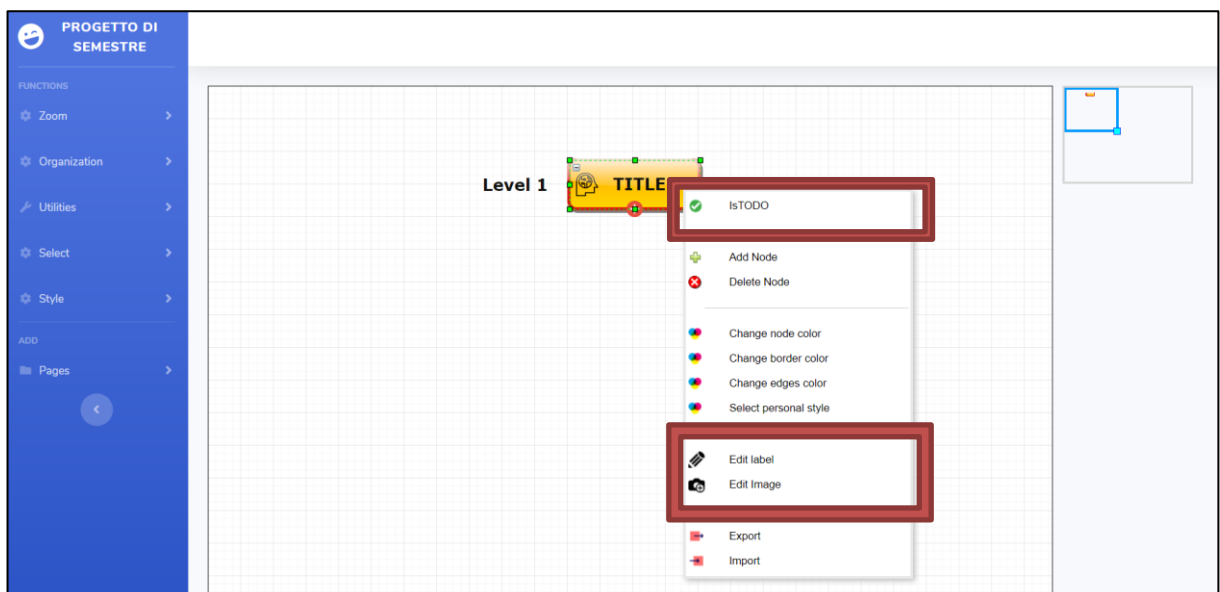 PROGETTO DI
SEMESTRE
FUNCTIONS
Zoom
Organization
Utilities
Select
Style
ADD
Pages
Level 1
TITLE
IsTODO
Add Node
Delete Node
Change node color
Change border color
Change edges color
Select personal style
Edit label
Edit Image
Export
Import